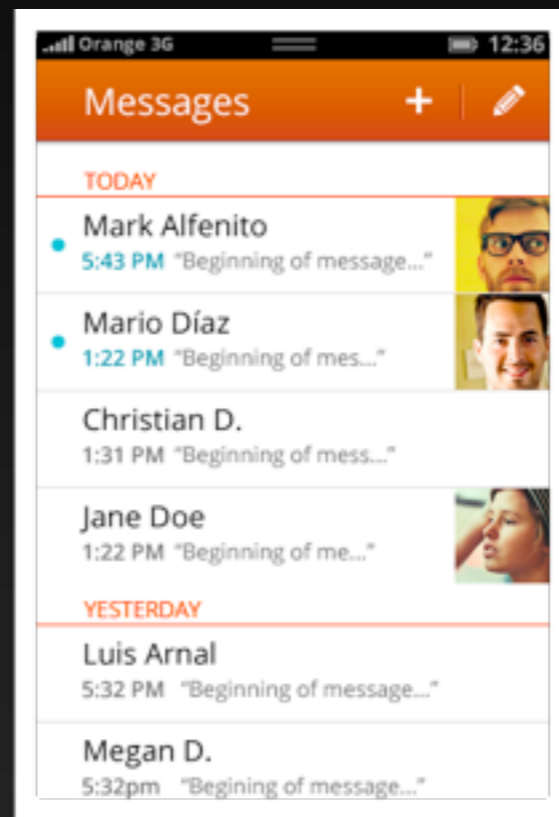 Orange 3G 12:36
Messages +
TODAY
Mark Alfenito
5:43 PM “Beginning of message...”
Mario Díaz
1:22 PM “Beginning of mes...”
Christian D.
1:31 PM “Beginning of mess...”
Jane Doe
1:22 PM “Beginning of me...”
YESTERDAY
Luis Arnal
5:32 PM “Beginning of message...”
Megan D.
5:32pm “Begining of message...”